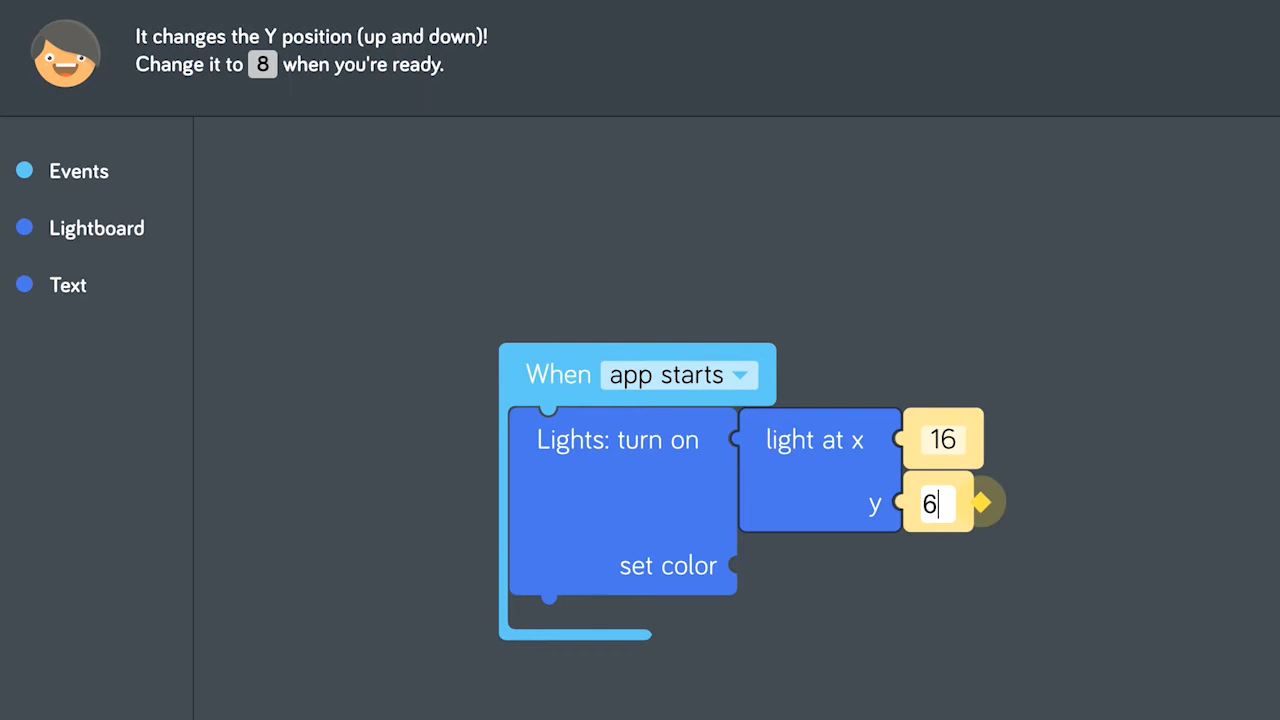 It changes the Y position (up and down)!
Change it to 8 when you're ready.
Events
Lightboard
Text
When app starts
Lights: turn on light at x 16
y 6
set color